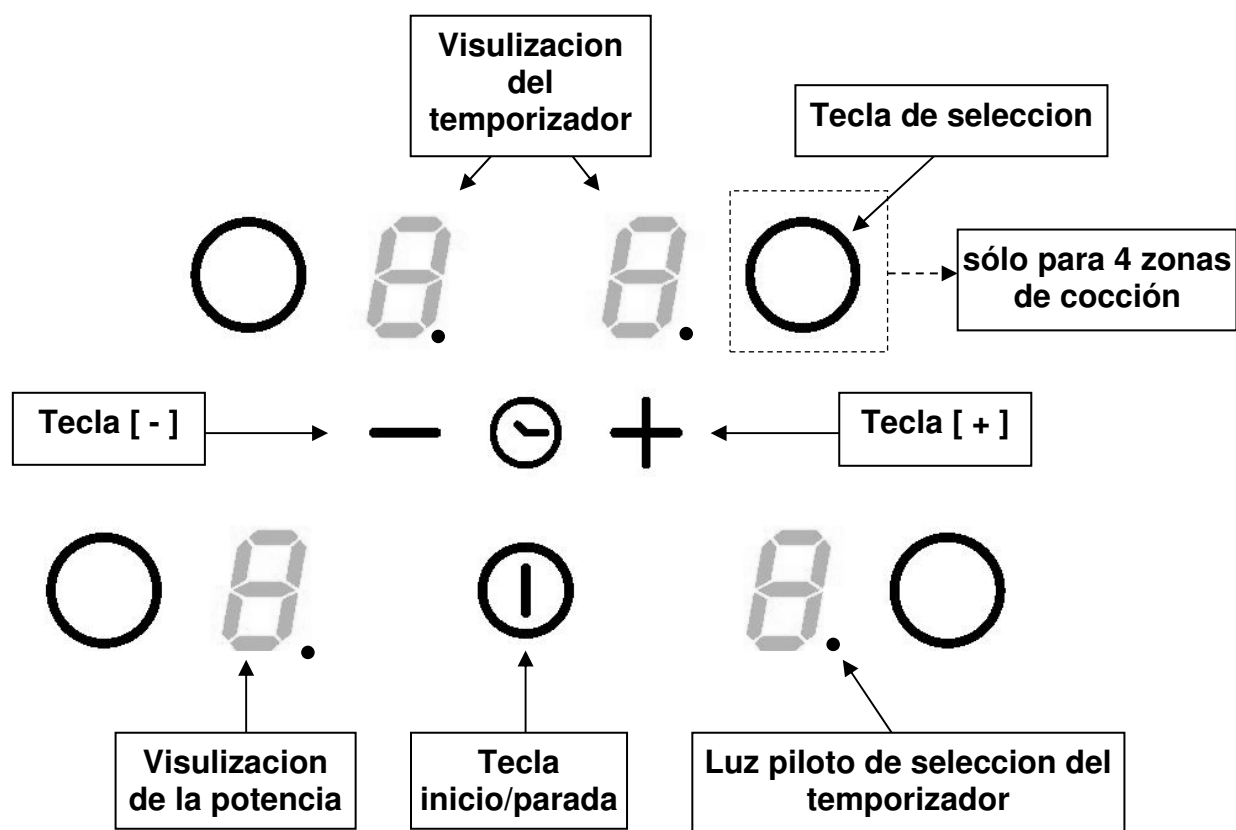 Visulizacion
del
temporizador
Tecla de seleccion
sólo para 4 zonas
de cocción
Tecla [ - ]
Tecla [ + ]
Visulizacion
de la potencia
Tecla
inicio/parada
Luz piloto de seleccion del
temporizador